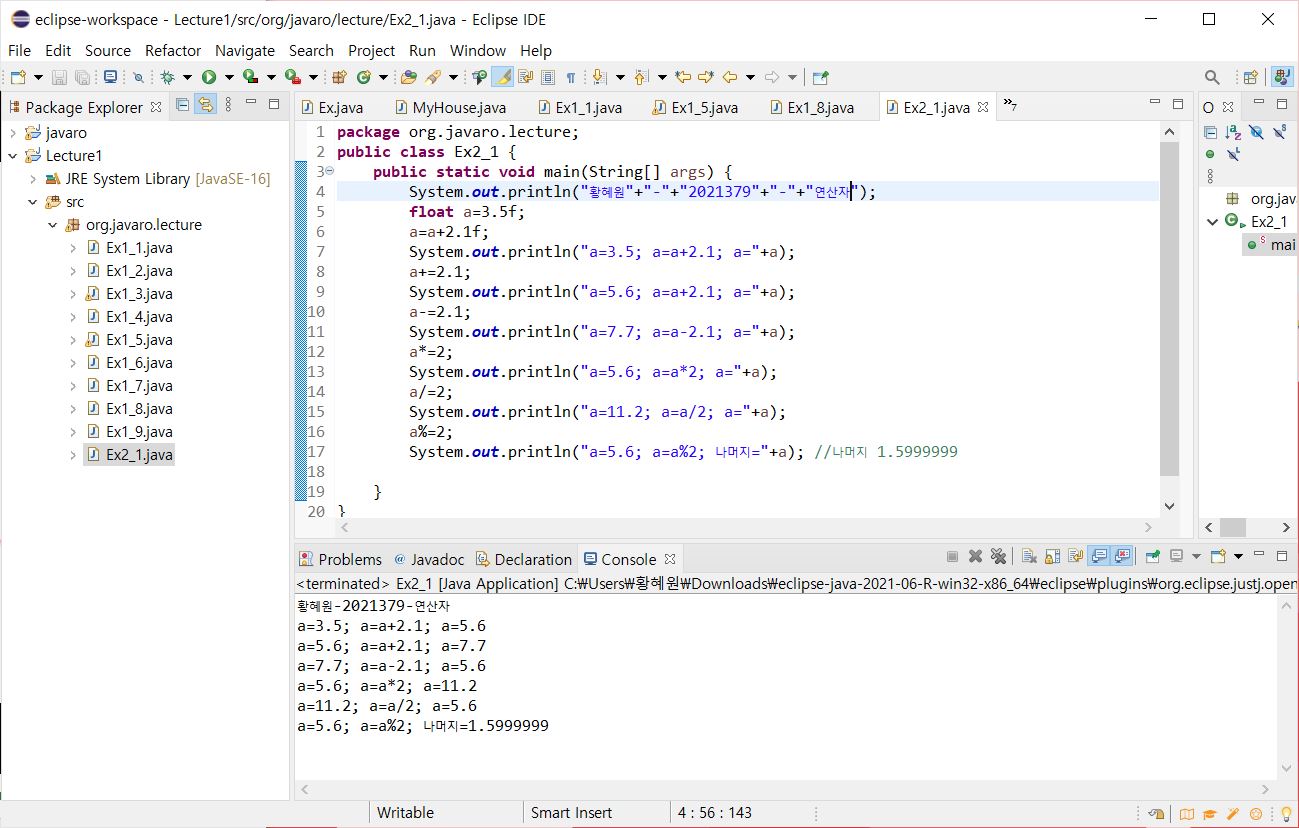 eclipse-workspace - Lecture1/src/org/javaro/lecture/Ex2_1.java - Eclipse IDE
File Edit Source Refactor Navigate Search Project Run Window Help
Package Explorer
javaro
Lecture1
JRE System Library [JavaSE-16]
src
org.javaro.lecture
Ex1_1.java
Ex1_2.java
Ex1_3.java
Ex1_4.java
Ex1_5.java
Ex1_6.java
Ex1_7.java
Ex1_8.java
Ex1_9.java
Ex2_1.java
Ex.java MyHouse.java Ex1_1.java Ex1_5.java Ex1_8.java Ex2_1.java »7
1 package org.javaro.lecture;
2 public class Ex2_1 {
3 public static void main(String[] args) {
4 System.out.println("황혜원"+"-"+"2021379"+"-"+"연산자");
5 float a=3.5f;
6 a=a+2.1f;
7 System.out.println("a=3.5; a=a+2.1; a="+a);
8 a+=2.1;
9 System.out.println("a=5.6; a=a+2.1; a="+a);
10 a-=2.1;
11 System.out.println("a=7.7; a=a-2.1; a="+a);
12 a*=2;
13 System.out.println("a=5.6; a=a*2; a="+a);
14 a/=2;
15 System.out.println("a=11.2; a=a/2; a="+a);
16 a%=2;
17 System.out.println("a=5.6; a=a%2; 나머지="+a); //나머지 1.5999999
18
19 }
20 }
O
org.jav
Ex2_1
mai
Problems @ Javadoc Declaration Console
<terminated> Ex2_1 [Java Application] C:₩Users₩황혜원₩Downloads₩eclipse-java-2021-06-R-win32-x86_64₩eclipse₩plugins₩org.eclipse.justj.open
황혜원-2021379-연산자
a=3.5; a=a+2.1; a=5.6
a=5.6; a=a+2.1; a=7.7
a=7.7; a=a-2.1; a=5.6
a=5.6; a=a*2; a=11.2
a=11.2; a=a/2; a=5.6
a=5.6; a=a%2; 나머지=1.5999999
Writable Smart Insert 4 : 56 : 143